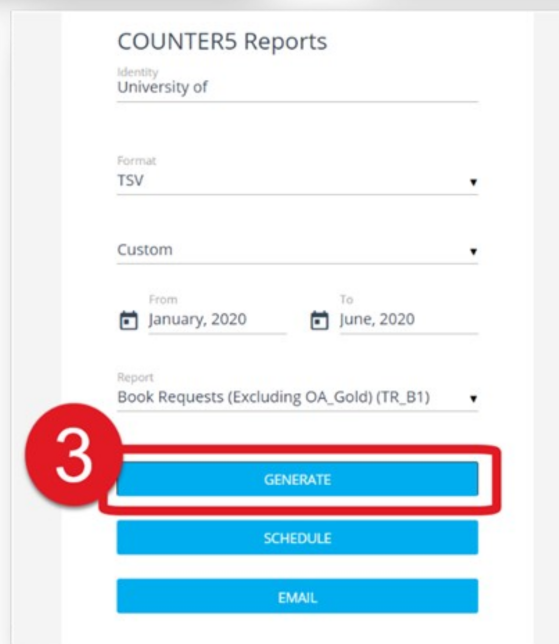 COUNTER5 Reports
Identity
University of
Format
TSV
Custom
From To
January, 2020 June, 2020
Report
Book Requests (Excluding OA_Gold) (TR_B1)
3
GENERATE
SCHEDULE
EMAIL